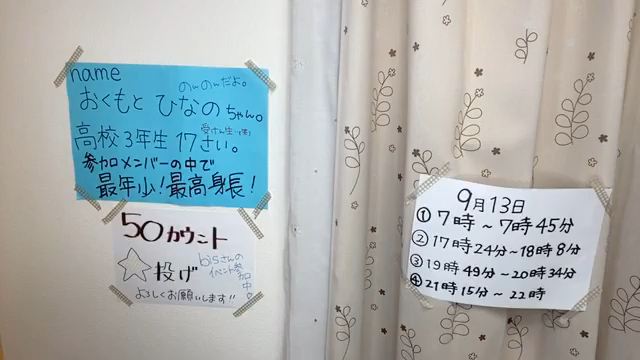 name
のんのんだよ。
おくもと ひなのちゃん。
受けん生..(笑)
高校3年生 17さい。
参加メンバーの中で
最年小!最高身長!
50カウント
☆投げ
bisさんの
イベント参加中♡
よろしくお願いします!!
9月13日
① 7時～7時45分
② 17時24分～18時8分
③ 19時49分～20時34分
④ 21時15分～22時